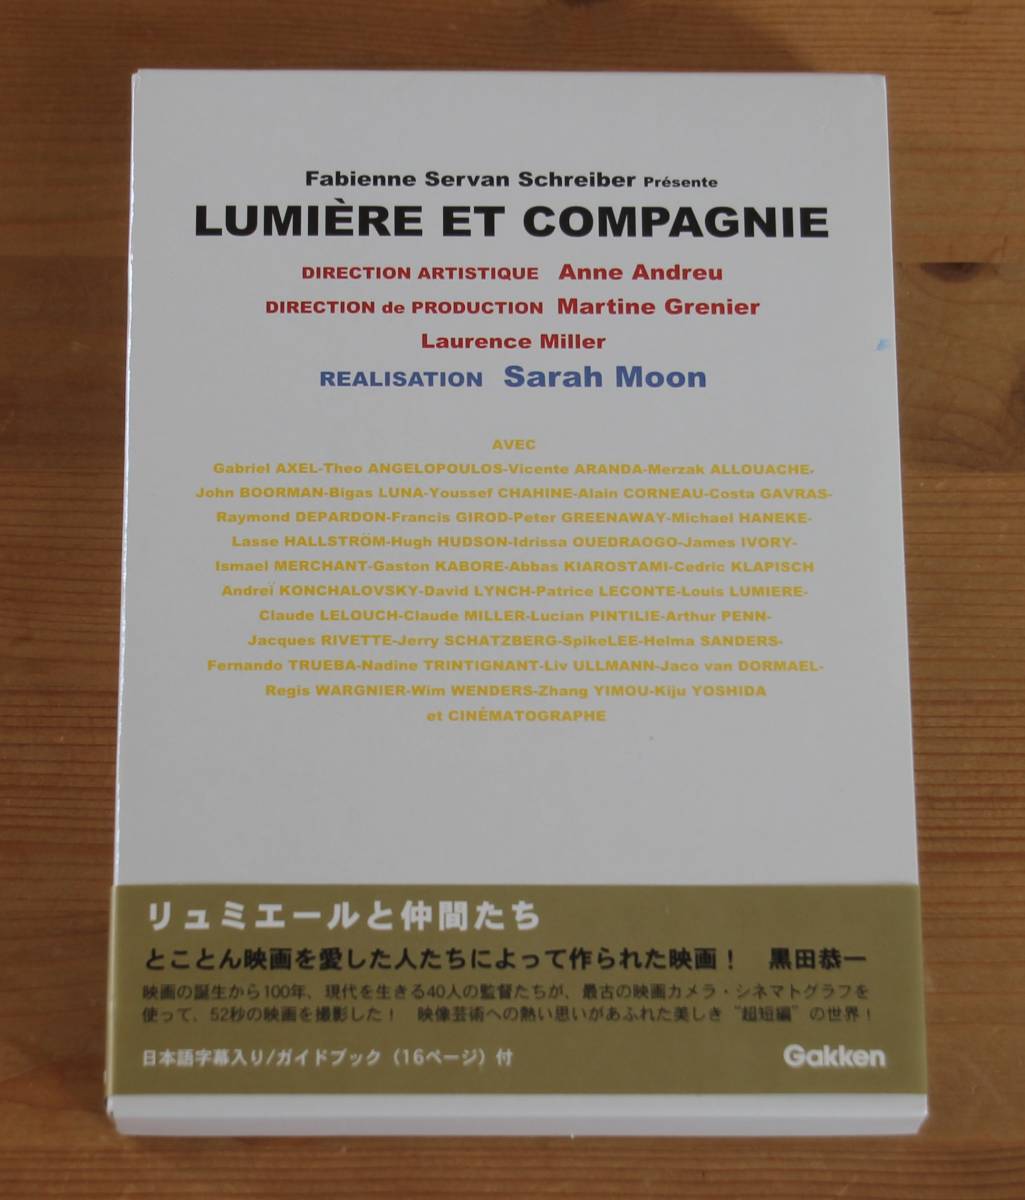 Fabienne Servan Schreiber Présente
LUMIÈRE ET COMPAGNIE
DIRECTION ARTISTIQUE Anne Andreu
DIRECTION de PRODUCTION Martine Grenier
Laurence Miller
REALISATION Sarah Moon
AVEC
Gabriel AXEL-Theo ANGELOPOULOS-Vicente ARANDA-Merzak ALLOUACHE-
John BOORMAN-Bigas LUNA-Youssef CHAHINE-Alain CORNEAU-Costa GAVRAS-
Raymond DEPARDON-Francis GIROD-Peter GREENAWAY-Michael HANEKE-
Lasse HALLSTRÖM-Hugh HUDSON-Idrissa OUEDRAOGO-James IVORY-
Ismael MERCHANT-Gaston KABORE-Abbas KIAROSTAMI-Cedric KLAPISCH
Andreï KONCHALOVSKY-David LYNCH-Patrice LECONTE-Louis LUMIERE-
Claude LELOUCH-Claude MILLER-Lucian PINTILIE-Arthur PENN-
Jacques RIVETTE-Jerry SCHATZBERG-SpikeLEE-Helma SANDERS-
Fernando TRUEBA-Nadine TRINTIGNANT-Liv ULLMANN-Jaco van DORMAEL-
Regis WARGNIER-Wim WENDERS-Zhang YIMOU-Kiju YOSHIDA
et CINÉMATOGRAPHE
リュミエールと仲間たち
とことん映画を愛した人たちによって作られた映画! 黒田恭一
映画の誕生から100年、現代を生きる40人の監督たちが、最古の映画カメラ・シネマトグラフを
使って、52秒の映画を撮影した! 映像芸術への熱い思いがあふれた美しき“超短編”の世界!
日本語字幕入り/ガイドブック(16ページ)付 Gakken